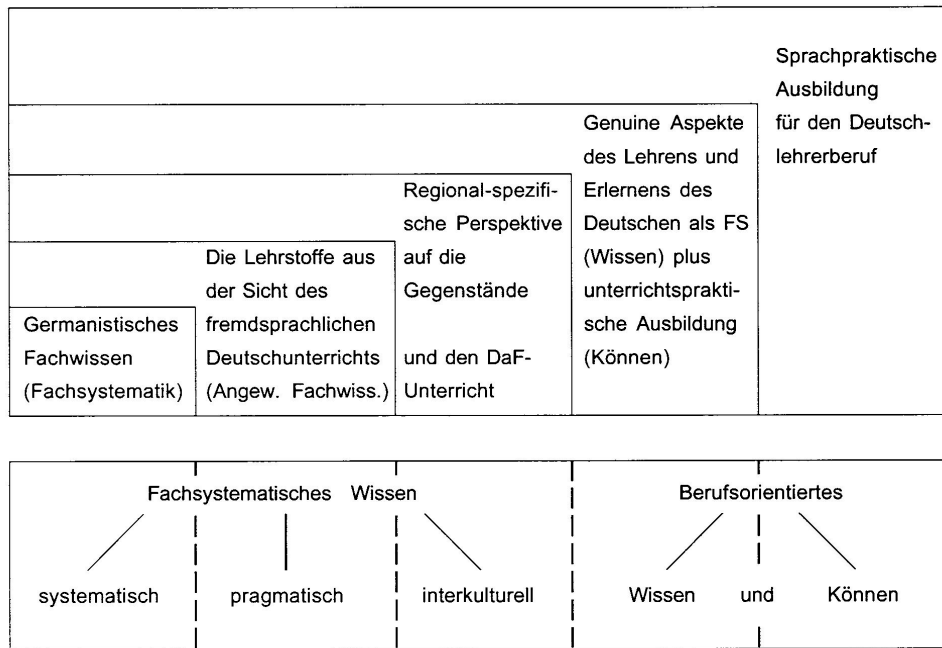 Sprachpraktische
Ausbildung
für den Deutsch-
lehrerberuf
Genuine Aspekte
des Lehrens und
Erlernens des
Deutschen als FS
(Wissen) plus
unterrichtsprakti-
sche Ausbildung
(Können)
Regional-spezifi-
sche Perspektive
auf die
Gegenstände
und den DaF-
Unterricht
Die Lehrstoffe aus
der Sicht des
fremdsprachlichen
Deutschunterrichts
(Angew. Fachwiss.)
Germanistisches
Fachwissen
(Fachsystematik)
Fachsystematisches Wissen
Berufsorientiertes
systematisch pragmatisch interkulturell Wissen und Können